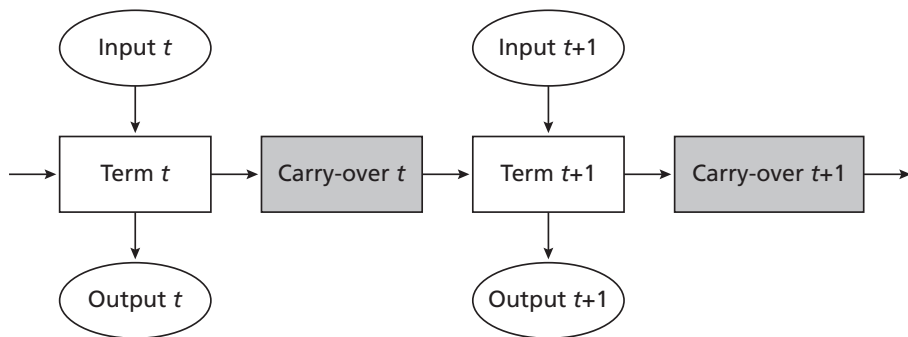 Input t
Input t+1
Term t
Carry-over t
Term t+1
Carry-over t+1
Output t
Output t+1